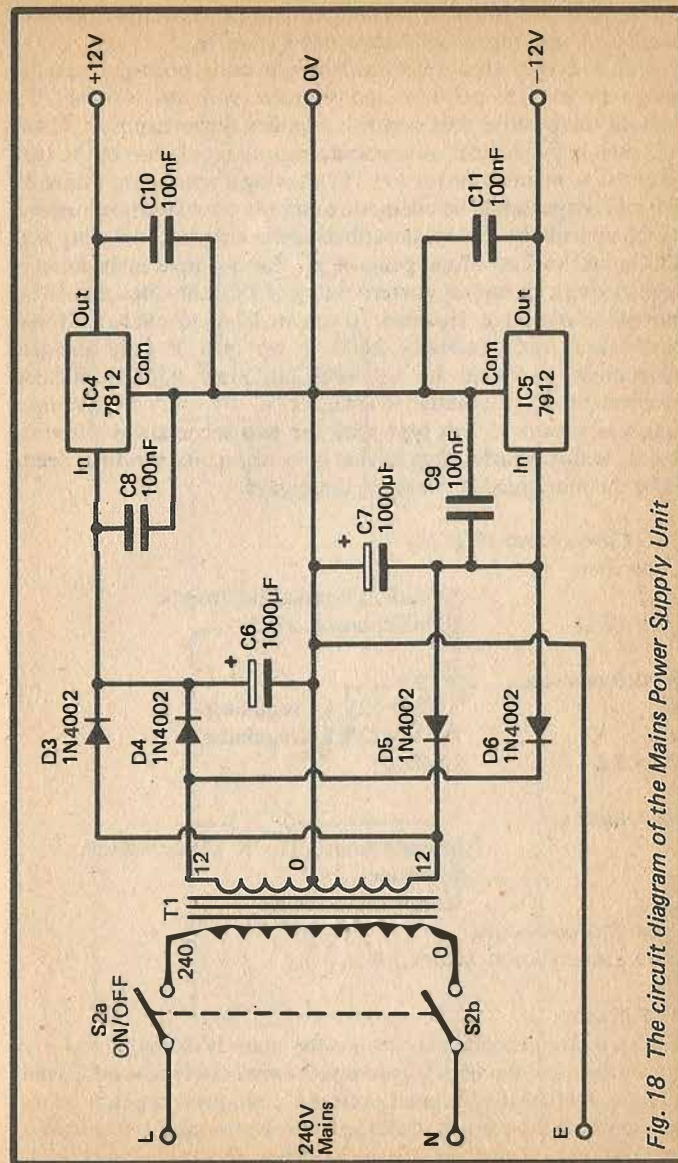 L
N
E
240V
Mains
S2a
ON/OFF
S2b
240
0
T1
12
0
12
D3
1N4002
D4
1N4002
D5
1N4002
D6
1N4002
+
C6
1000μF
+
C7
1000μF
C8
100nF
C9
100nF
In
IC4
7812
Out
Com
In
IC5
7912
Out
Com
C10
100nF
C11
100nF
+12V
0V
−12V
Fig. 18 The circuit diagram of the Mains Power Supply Unit